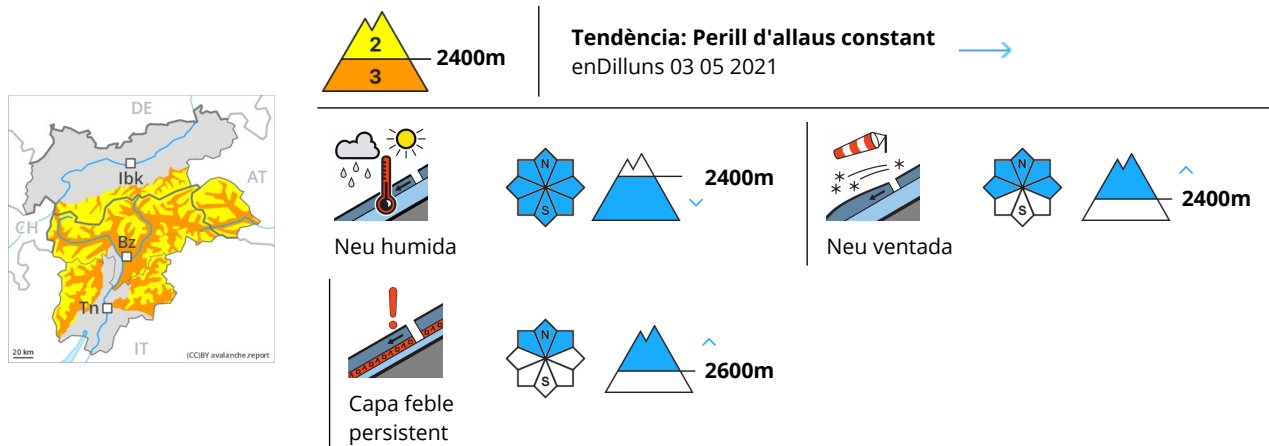 2
3
2400m
Tendència: Perill d'allaus constant
enDilluns 03 05 2021
DE
Ibk
AT
CH
Bz
Tn
IT
20 km
(CC)BY avalanche.report
N
S
2400m
Neu humida
N
S
2400m
Neu ventada
N
S
2600m
Capa feble
persistent